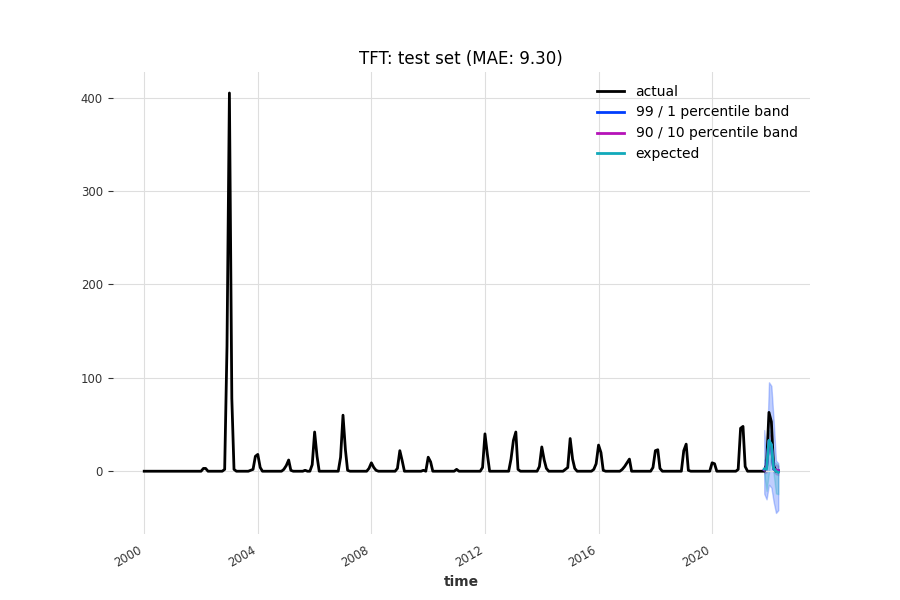 TFT: test set (MAE: 9.30)
actual
99 / 1 percentile band
90 / 10 percentile band
expected
400
300
200
100
0
2000
2004
2008
2012
2016
2020
time